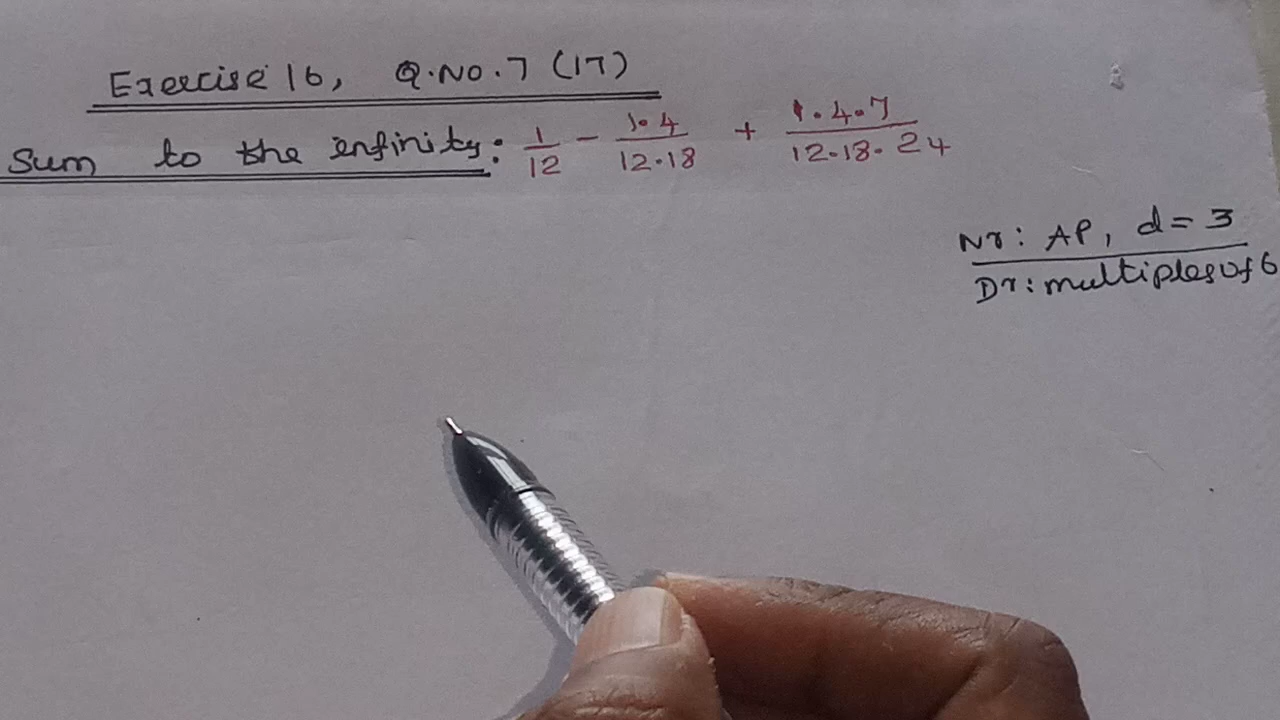 Exercise 16, Q.No.7 (17)
Sum to the infinity: 1/12 - 1.4/12.18 + 1.4.7/12.18.24
Nr: AP, d=3
Dr: multiples of 6